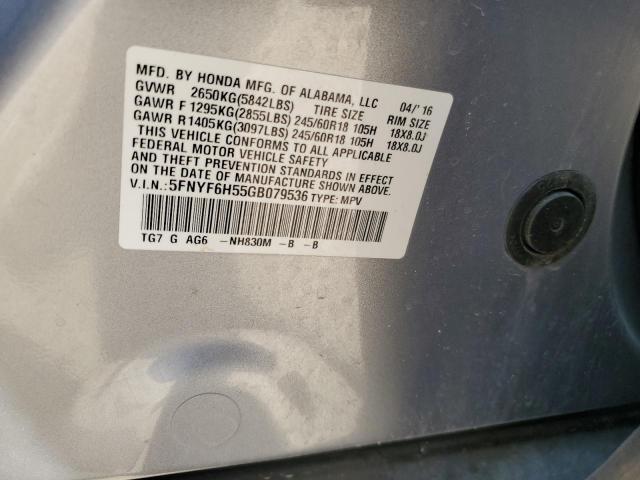 MFD. BY HONDA MFG. OF ALABAMA, LLC 04/'16
GVWR 2650KG(5842LBS) TIRE SIZE RIM SIZE
GAWR F 1295KG(2855LBS) 245/60R18 105H 18X8.0J
GAWR R 1405KG(3097LBS) 245/60R18 105H 18X8.0J
THIS VEHICLE CONFORMS TO ALL APPLICABLE
FEDERAL MOTOR VEHICLE SAFETY
AND THEFT PREVENTION STANDARDS IN EFFECT
ON THE DATE OF MANUFACTURE SHOWN ABOVE.
V.I.N.: 5FNYF6H55GB079536 TYPE: MPV
TG7 G AG6 -NH830M -B -B